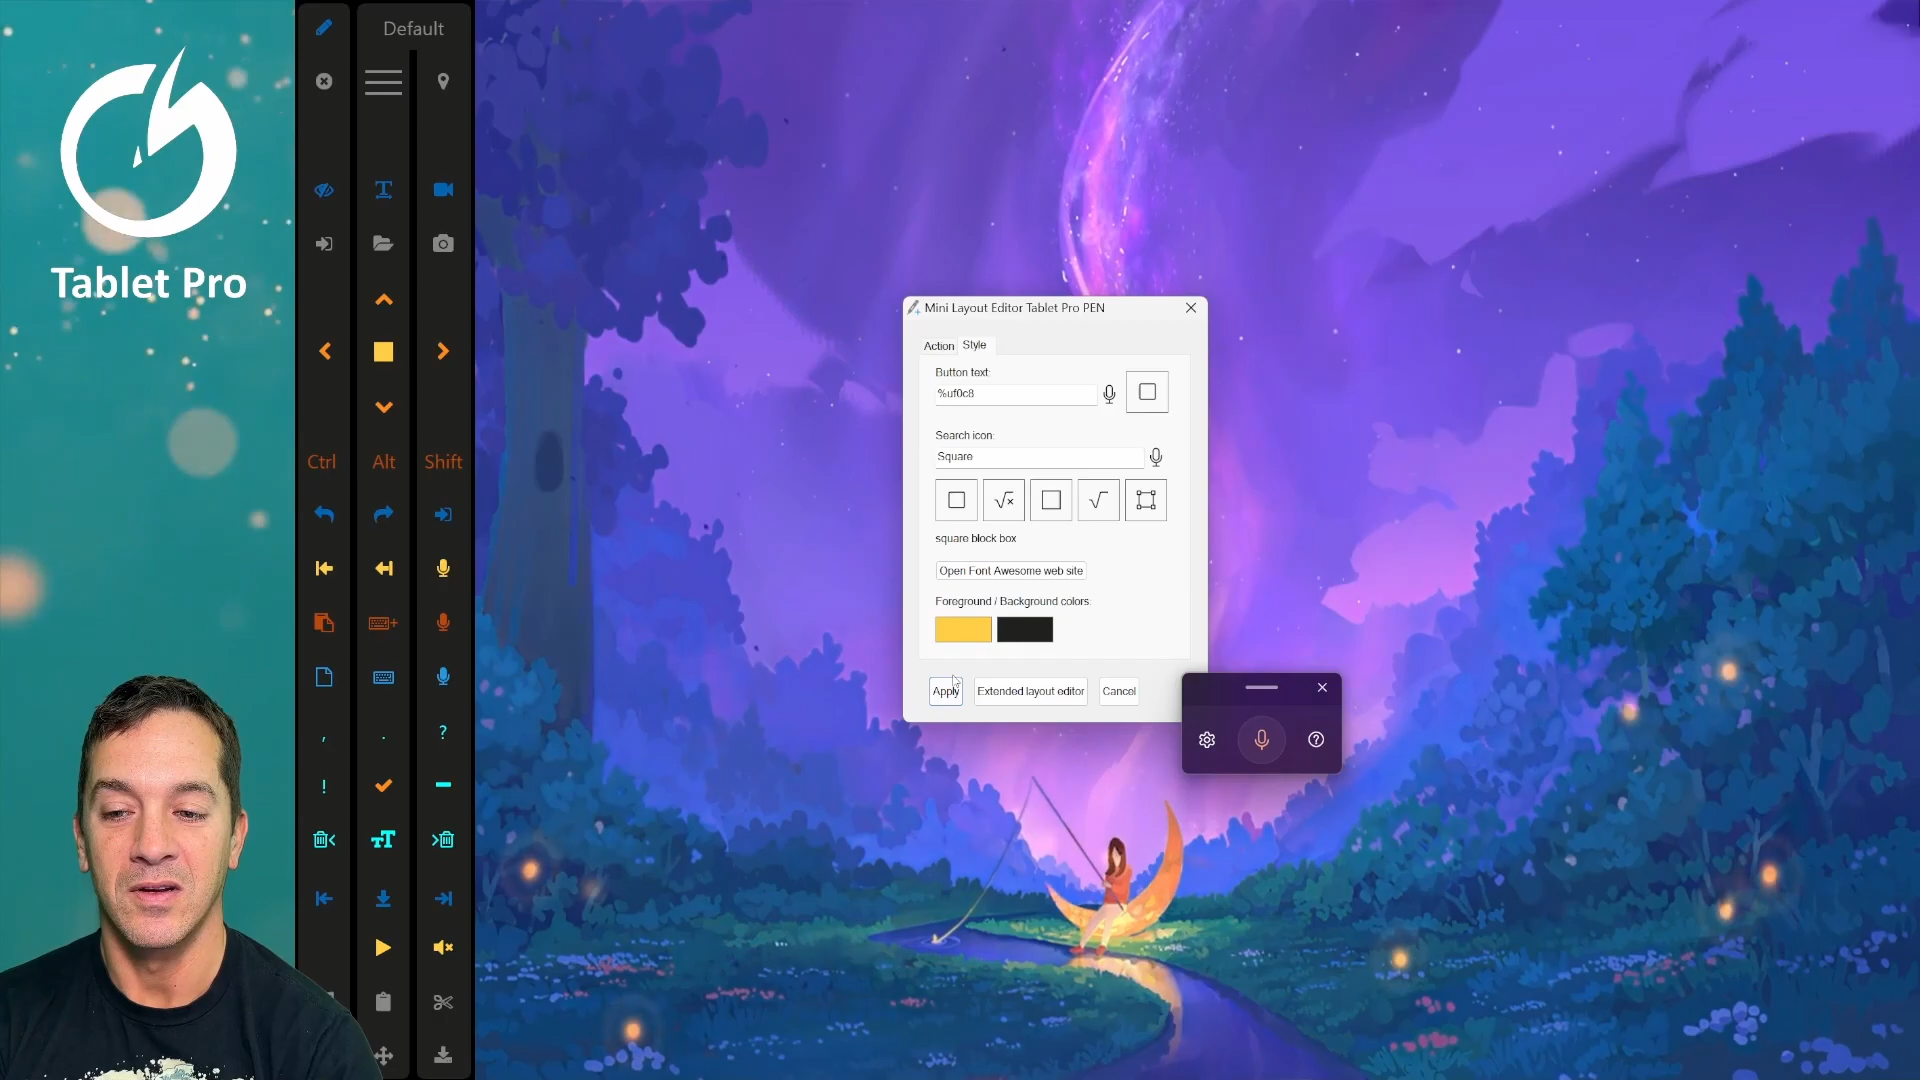 Tablet Pro
Default
Ctrl Alt Shift
, . ?
!
Mini Layout Editor Tablet Pro PEN
Action Style
Button text:
%uf0c8
Search icon:
Square
square block box
Open Font Awesome web site
Foreground / Background colors:
Apply Extended layout editor Cancel